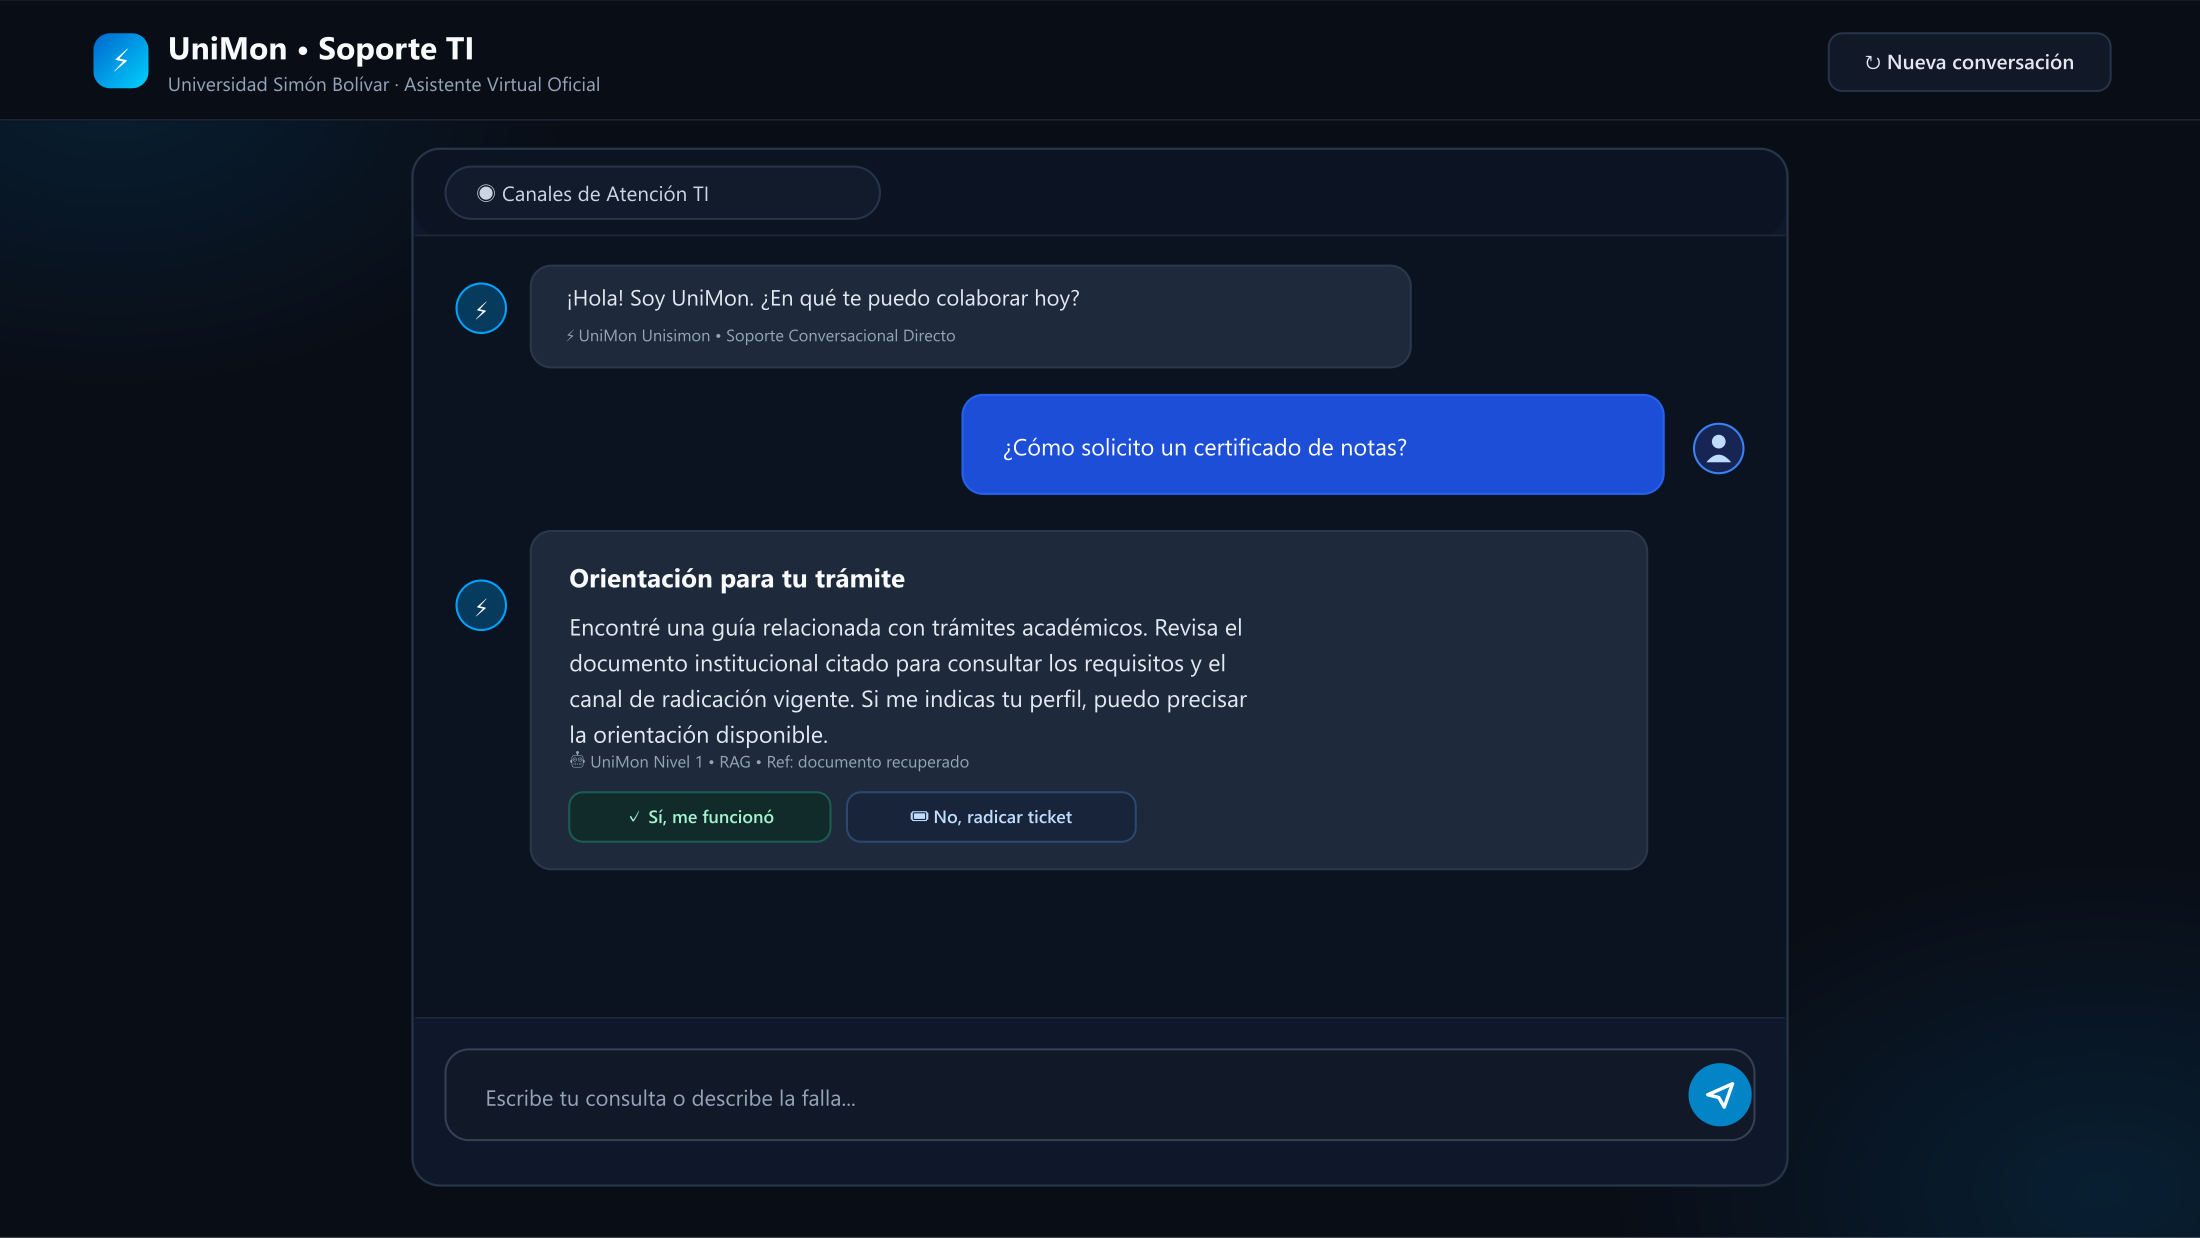 UniMon • Soporte TI
Universidad Simón Bolívar · Asistente Virtual Oficial
↻ Nueva conversación
◉ Canales de Atención TI
¡Hola! Soy UniMon. ¿En qué te puedo colaborar hoy?
⚡ UniMon Unisimon • Soporte Conversacional Directo
¿Cómo solicito un certificado de notas?
Orientación para tu trámite
Encontré una guía relacionada con trámites académicos. Revisa el
documento institucional citado para consultar los requisitos y el
canal de radicación vigente. Si me indicas tu perfil, puedo precisar
la orientación disponible.
🤖 UniMon Nivel 1 • RAG • Ref: documento recuperado
✓ Sí, me funcionó
🎟 No, radicar ticket
Escribe tu consulta o describe la falla...